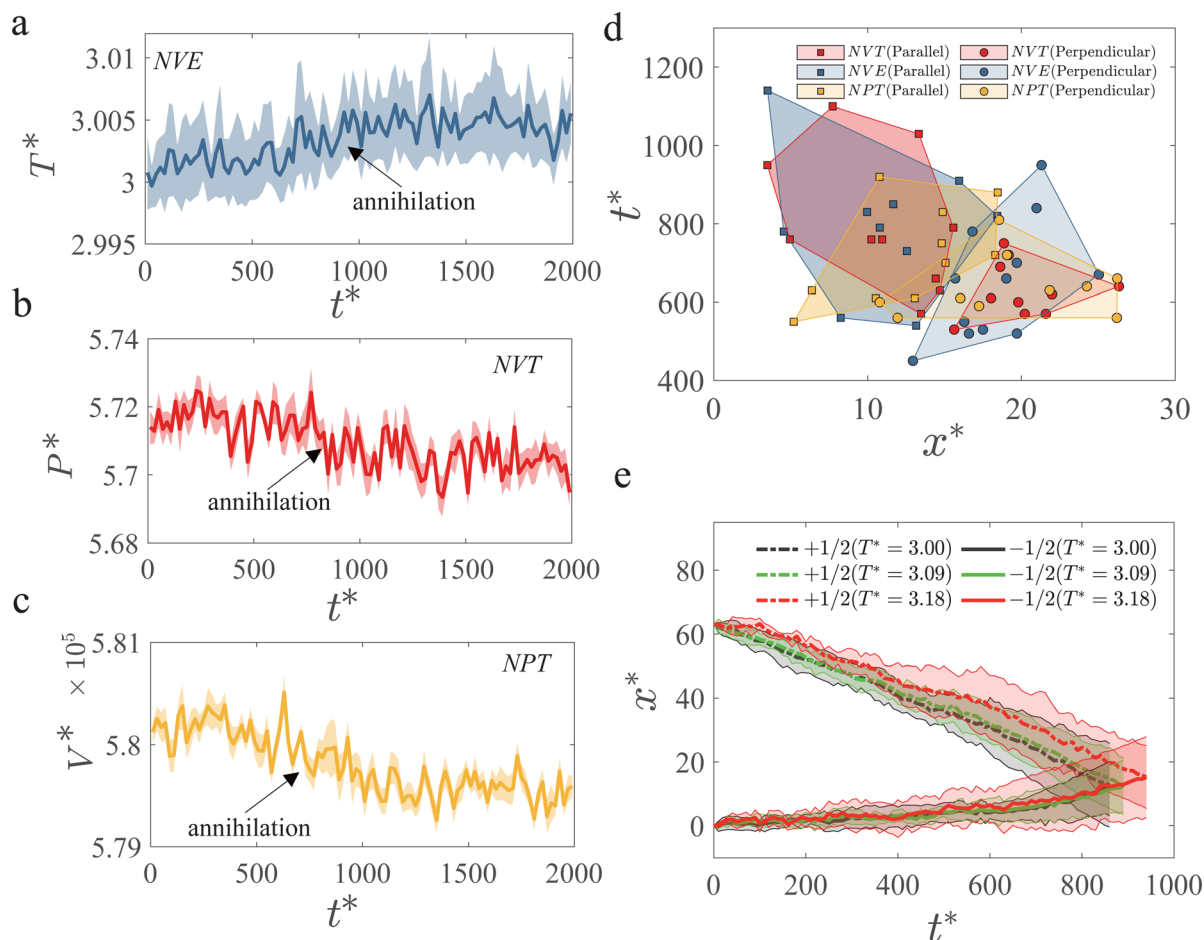 a
NVE
3.01
3.005
3
2.995
T*
annihilation
0 500 1000 1500 2000
t*
b
NVT
5.74
5.72
5.7
5.68
P*
annihilation
0 500 1000 1500 2000
t*
c
NPT
5.81
5.8
5.79
V* × 10⁵
annihilation
0 500 1000 1500 2000
t*
d
NVT(Parallel) NVT(Perpendicular)
NVE(Parallel) NVE(Perpendicular)
NPT(Parallel) NPT(Perpendicular)
1200
1000
800
600
400
t*
0 10 20 30
x*
e
+1/2(T* = 3.00) −1/2(T* = 3.00)
+1/2(T* = 3.09) −1/2(T* = 3.09)
+1/2(T* = 3.18) −1/2(T* = 3.18)
80
60
40
20
0
x*
0 200 400 600 800 1000
t*